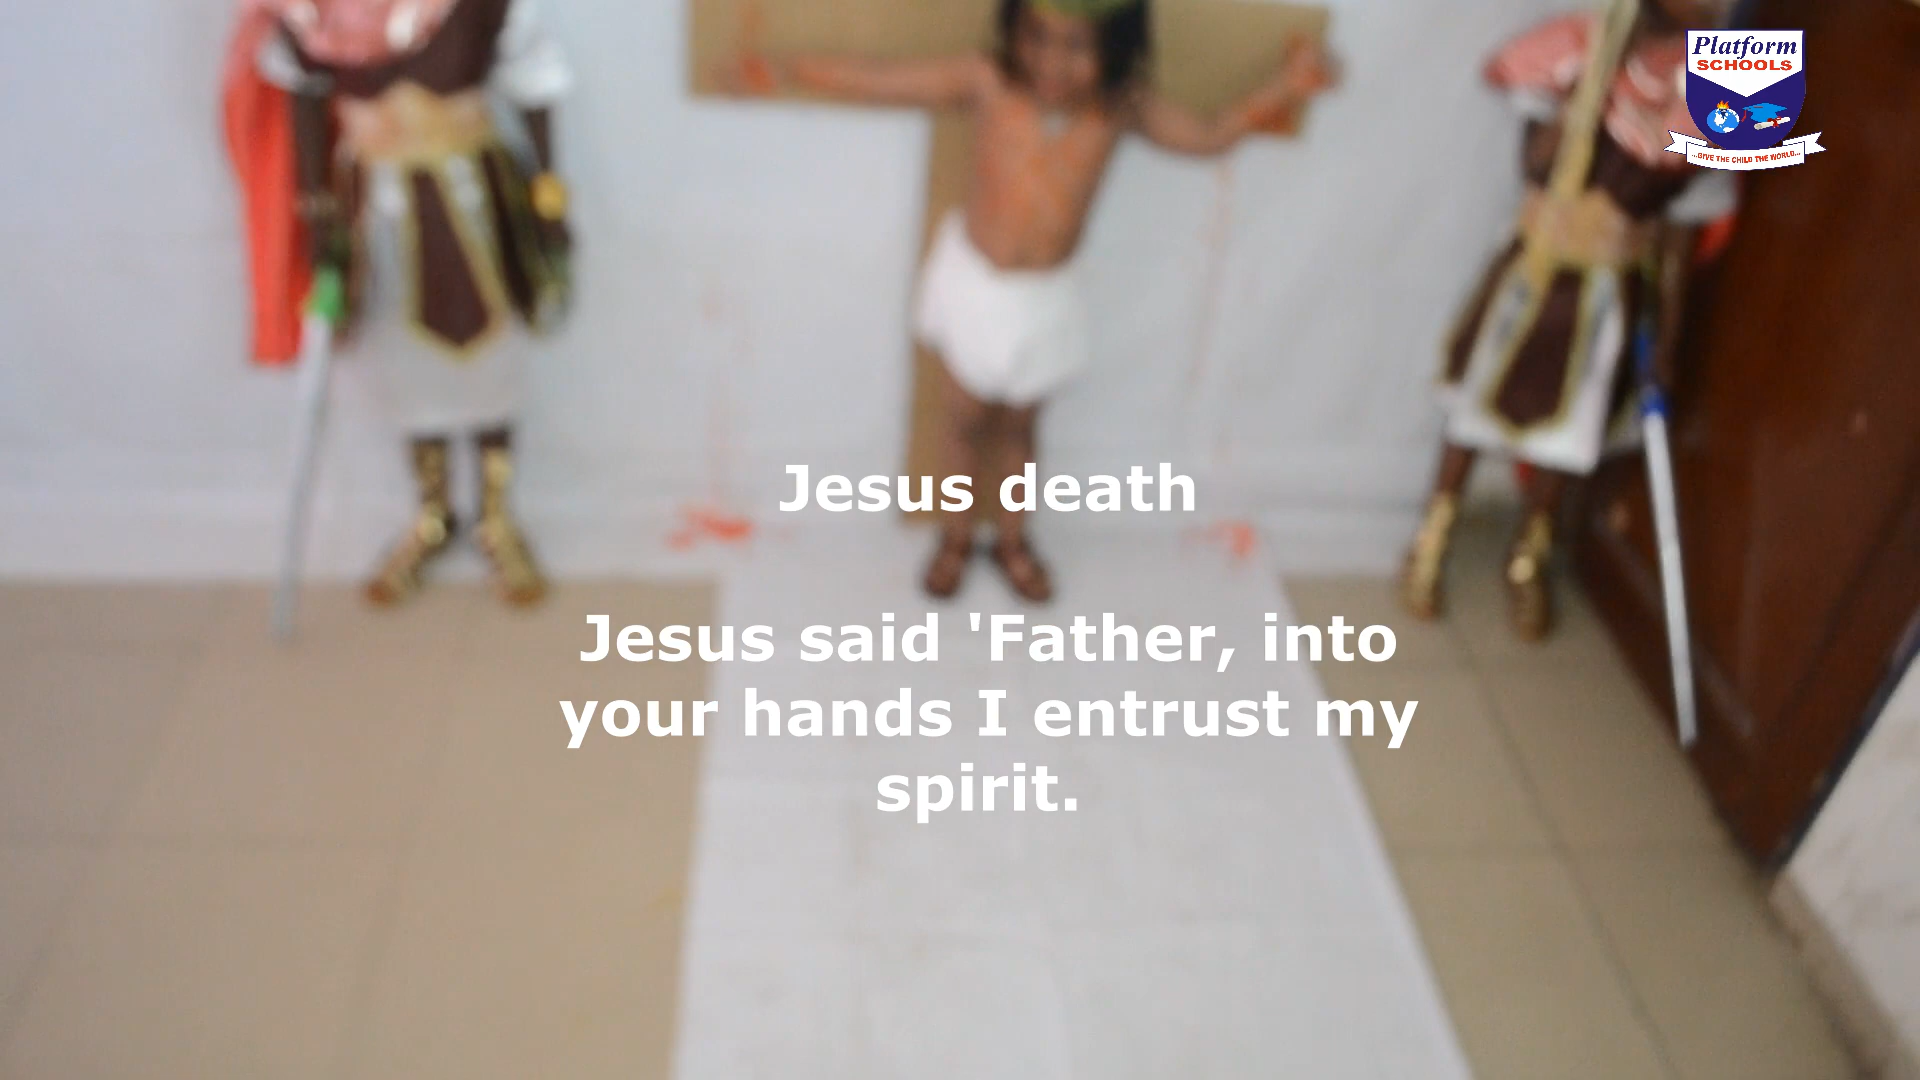 Platform
SCHOOLS
...GIVE THE CHILD THE WORLD...
Jesus death
Jesus said 'Father, into
your hands I entrust my
spirit.